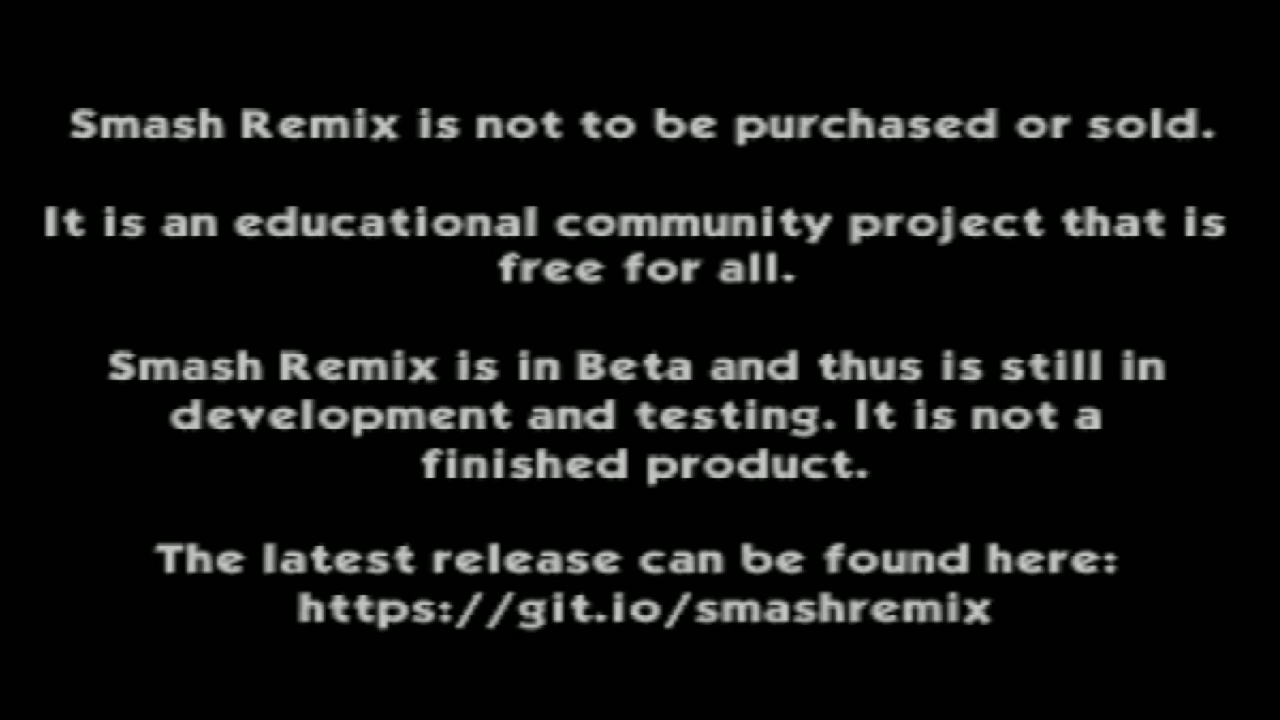 Smash Remix is not to be purchased or sold.
It is an educational community project that is
free for all.
Smash Remix is in Beta and thus is still in
development and testing. It is not a
finished product.
The latest release can be found here:
https://git.io/smashremix